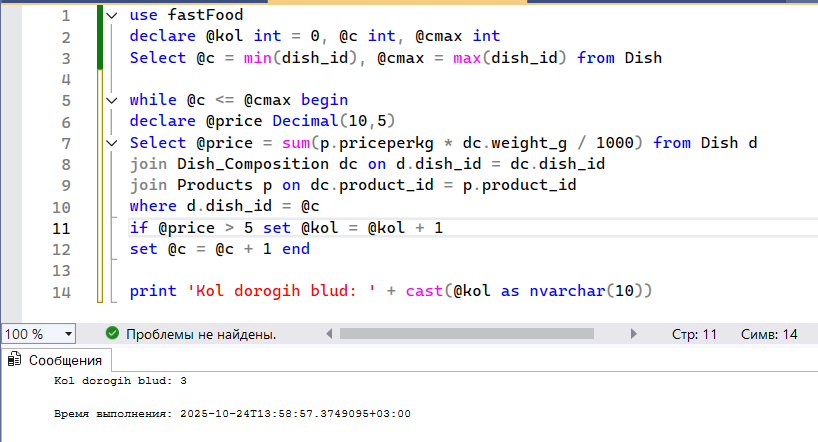 1 use fastFood
2 declare @kol int = 0, @c int, @cmax int
3 Select @c = min(dish_id), @cmax = max(dish_id) from Dish
4
5 while @c <= @cmax begin
6 declare @price Decimal(10,5)
7 Select @price = sum(p.priceperkg * dc.weight_g / 1000) from Dish d
8 join Dish_Composition dc on d.dish_id = dc.dish_id
9 join Products p on dc.product_id = p.product_id
10 where d.dish_id = @c
11 if @price > 5 set @kol = @kol + 1
12 set @c = @c + 1 end
13
14 print 'Kol dorogih blud: ' + cast(@kol as nvarchar(10))
100 % Проблемы не найдены. Стр: 11 Симв: 14
Сообщения
Kol dorogih blud: 3
Время выполнения: 2025-10-24T13:58:57.3749095+03:00